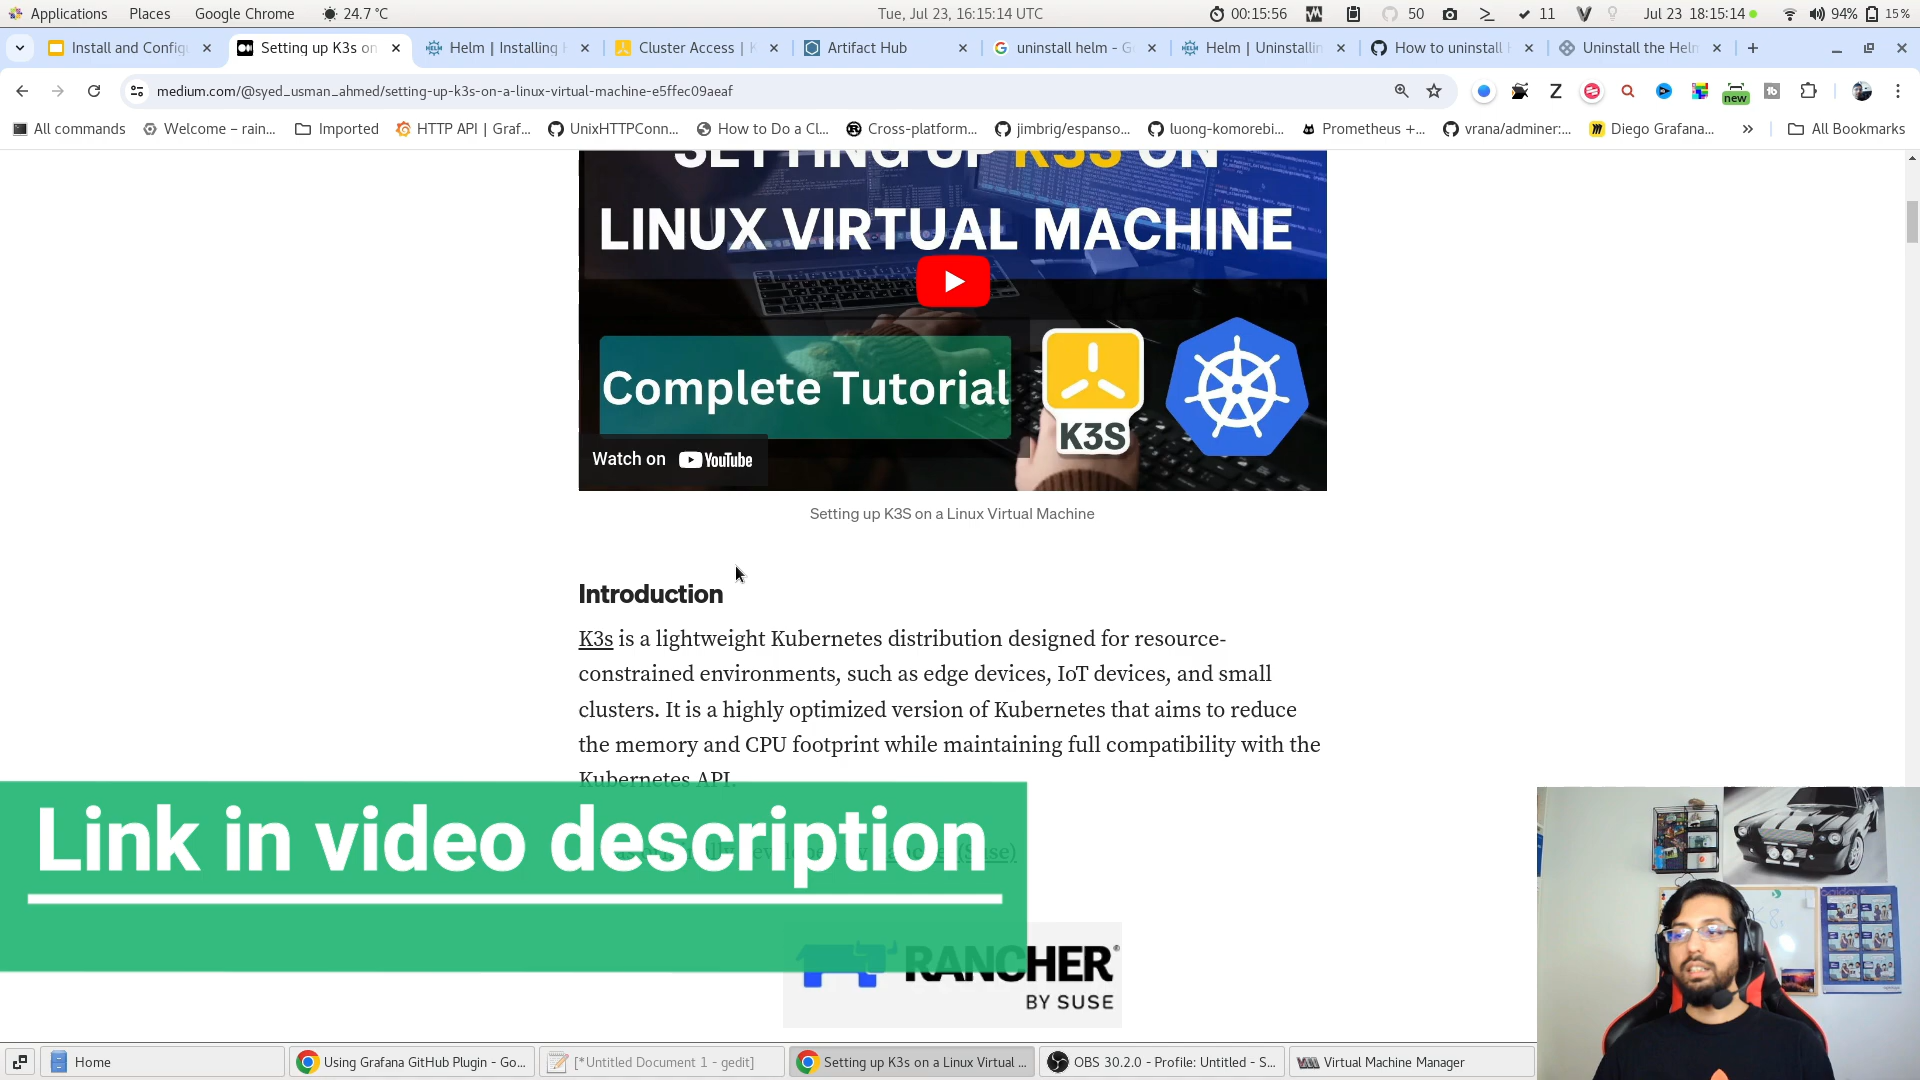 Applications Places Google Chrome 24.7 °C Tue, Jul 23, 16:15:14 UTC 00:15:56 50 11 Jul 23 18:15:14 94% 15%
Install and Config Setting up K3s on Helm | Installing Cluster Access | K Artifact Hub uninstall helm - G Helm | Uninstallin How to uninstall Uninstall the Helm
medium.com/@syed_usman_ahmed/setting-up-k3s-on-a-linux-virtual-machine-e5ffec09aeaf
new
All commands Welcome – rain... Imported HTTP API | Graf... UnixHTTPConn... How to Do a Cl... Cross-platform... jimbrig/espanso... luong-komorebi... Prometheus +... vrana/adminer:... Diego Grafana... » All Bookmarks
SETTING UP K3S ON
LINUX VIRTUAL MACHINE
Complete Tutorial
K3S
Watch on YouTube
Setting up K3S on a Linux Virtual Machine
Introduction
K3s is a lightweight Kubernetes distribution designed for resource-
constrained environments, such as edge devices, IoT devices, and small
clusters. It is a highly optimized version of Kubernetes that aims to reduce
the memory and CPU footprint while maintaining full compatibility with the
Kubernetes API.
Link in video description
(Suse)
RANCHER®
BY SUSE
Home Using Grafana GitHub Plugin - Go... [*Untitled Document 1 - gedit] Setting up K3s on a Linux Virtual ... OBS 30.2.0 - Profile: Untitled - S... Virtual Machine Manager